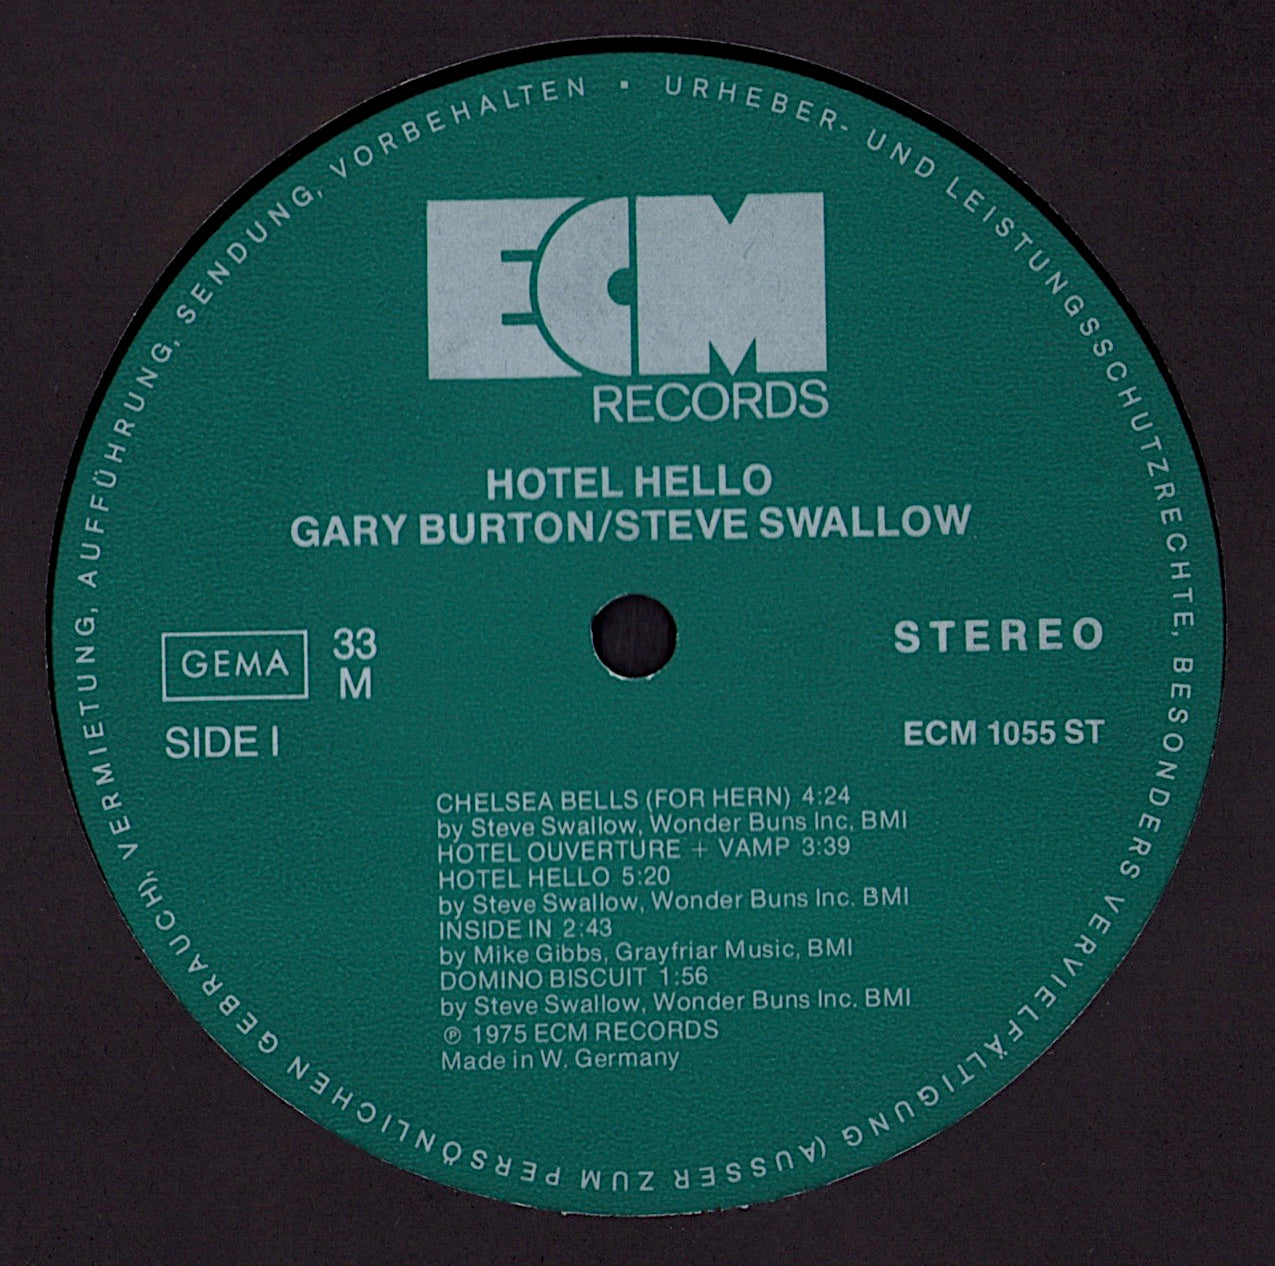 URHEBER- UND LEISTUNGSSCHUTZRECHTE, BESONDERS VERVIELFÄLTIGUNG (AUSSER ZUM PERSÖNLICHEN GEBRAUCH), VERMIETUNG, AUFFÜHRUNG, SENDUNG, VORBEHALTEN ·
ECM
RECORDS
HOTEL HELLO
GARY BURTON/STEVE SWALLOW
GEMA
33
M
STEREO
SIDE I
ECM 1055 ST
CHELSEA BELLS (FOR HERN) 4:24
by Steve Swallow, Wonder Buns Inc, BMI
HOTEL OUVERTURE + VAMP 3:39
HOTEL HELLO 5:20
by Steve Swallow, Wonder Buns Inc. BMI
INSIDE IN 2:43
by Mike Gibbs, Grayfriar Music, BMI
DOMINO BISCUIT 1:56
by Steve Swallow, Wonder Buns Inc. BMI
℗ 1975 ECM RECORDS
Made in W. Germany